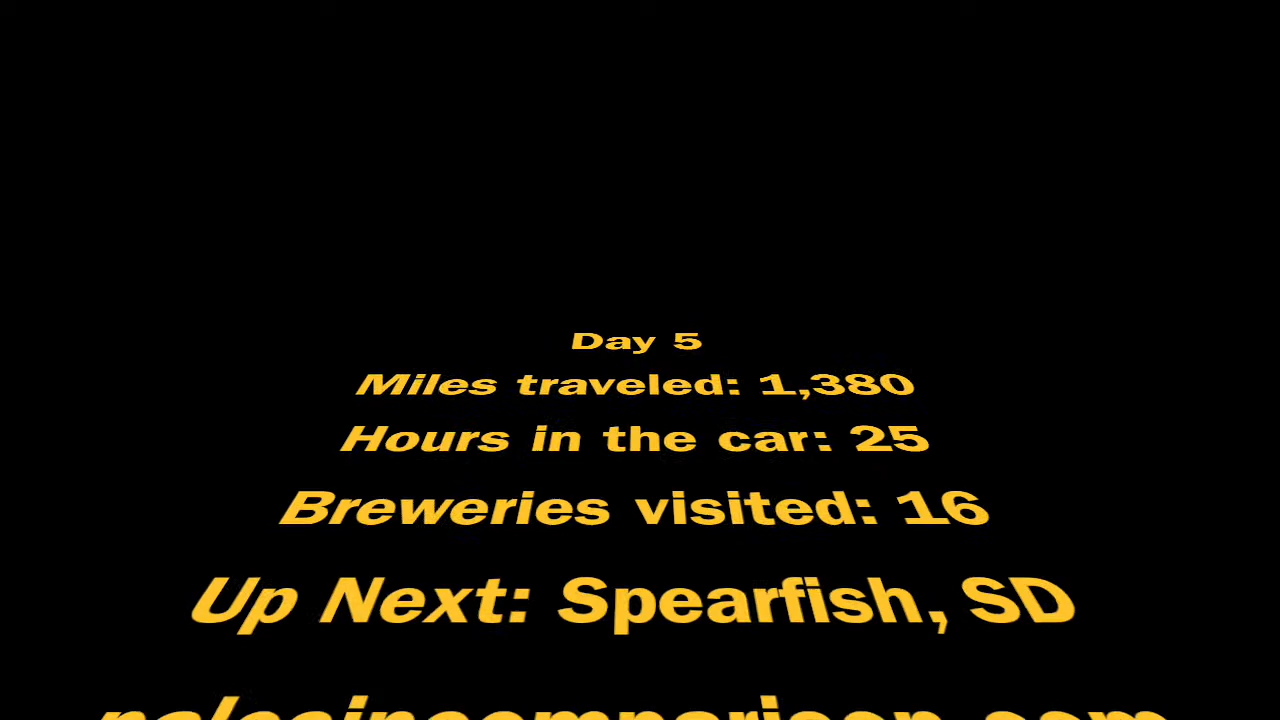 Day 5
Miles traveled: 1,380
Hours in the car: 25
Breweries visited: 16
Up Next: Spearfish, SD